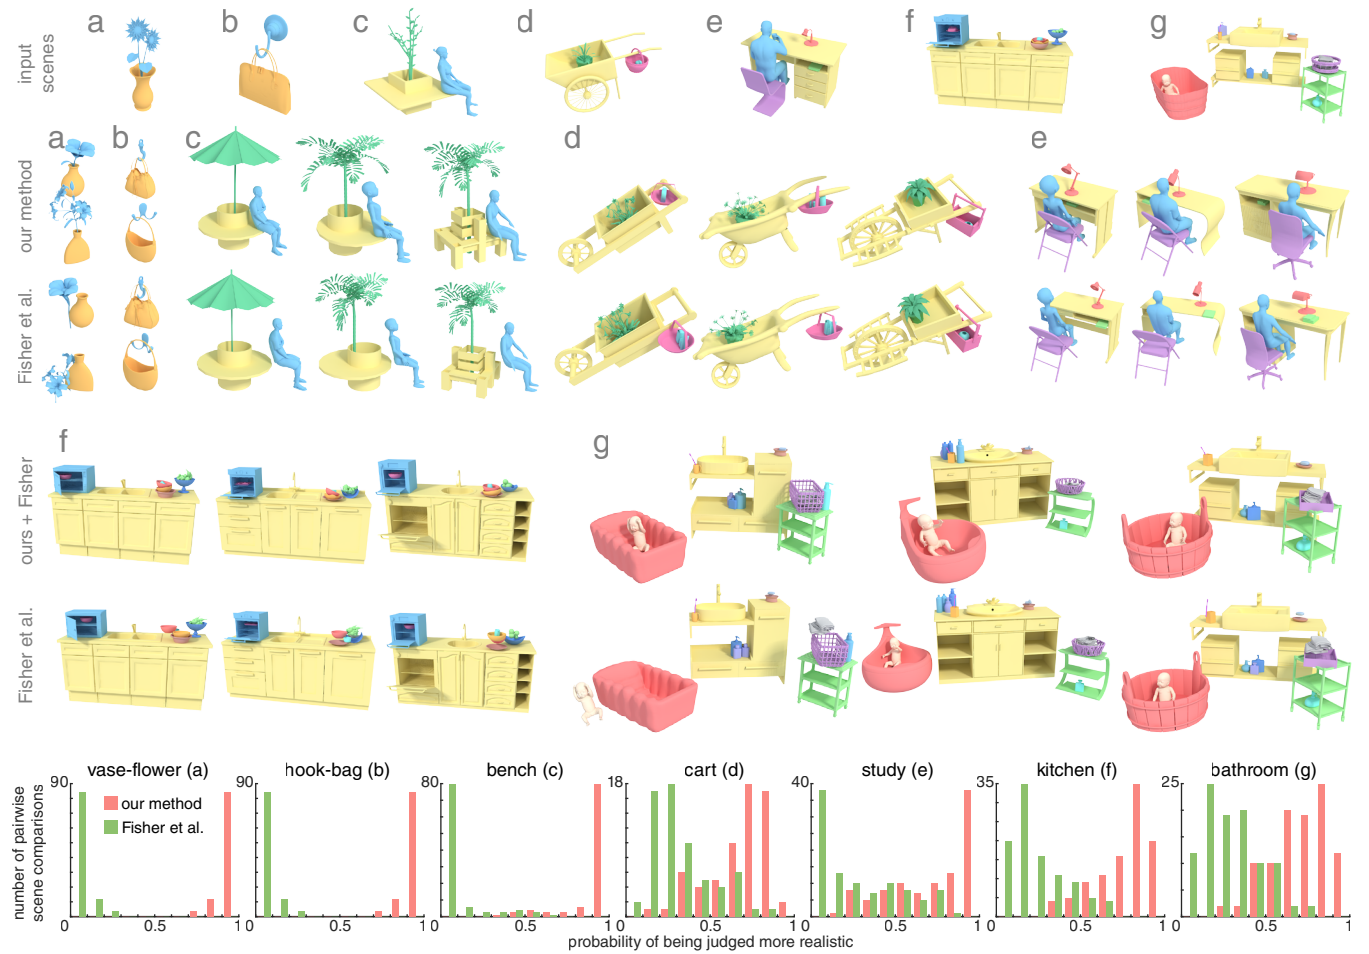 a b c d e f g
input
scenes
a b c d e
our method
Fisher et al.
f g
ours + Fisher
Fisher et al.
vase-flower (a) hook-bag (b) bench (c) cart (d) study (e) kitchen (f) bathroom (g)
90 90 80 18 40 35 25
our method
Fisher et al.
number of pairwise
scene comparisons
0 0.5 1 0 0.5 1 0 0.5 1 0 0.5 1 0 0.5 1 0 0.5 1 0 0.5 1
probability of being judged more realistic